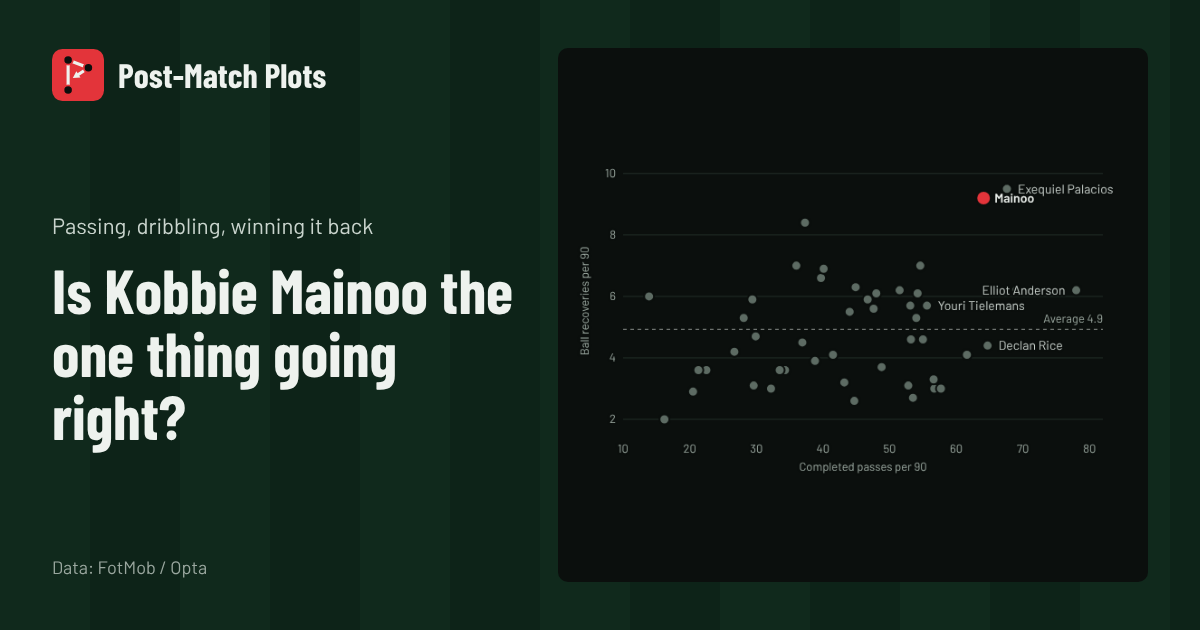 Post-Match Plots
Passing, dribbling, winning it back
Is Kobbie Mainoo the
one thing going
right?
Data: FotMob / Opta
10
8
6
4
2
Ball recoveries per 90
Exequiel Palacios
Mainoo
Elliot Anderson
Youri Tielemans
Average 4.9
Declan Rice
10 20 30 40 50 60 70 80
Completed passes per 90